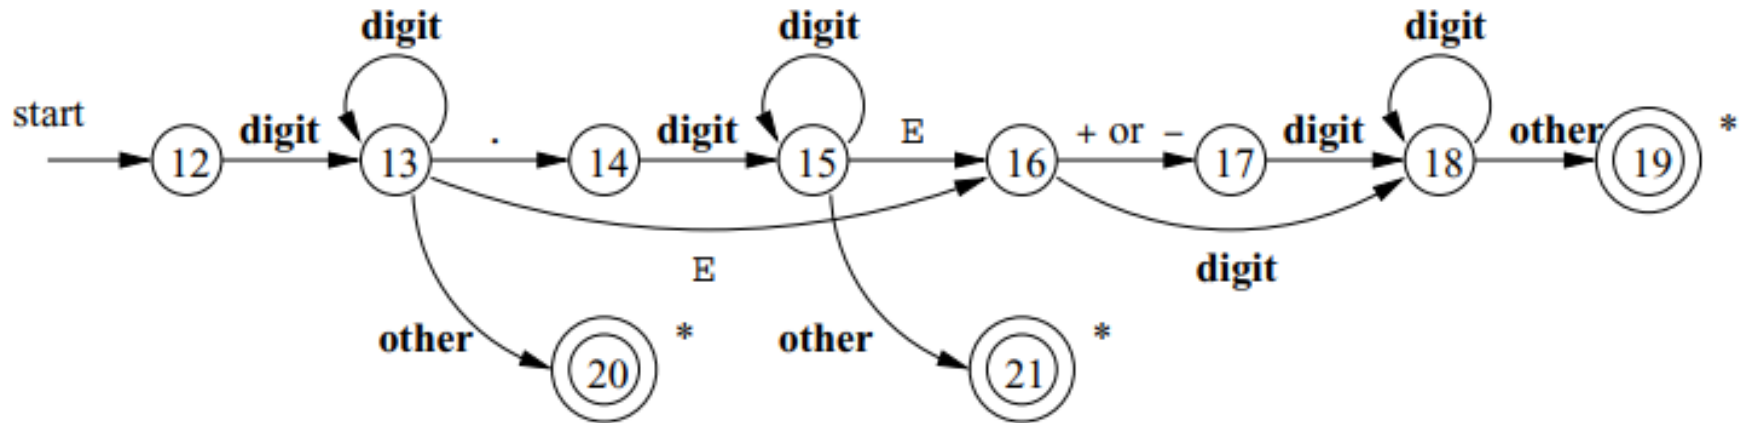 digit digit digit
start
digit . digit E + or - digit other *
12 13 14 15 16 17 18 19
E digit
other * other *
20 21